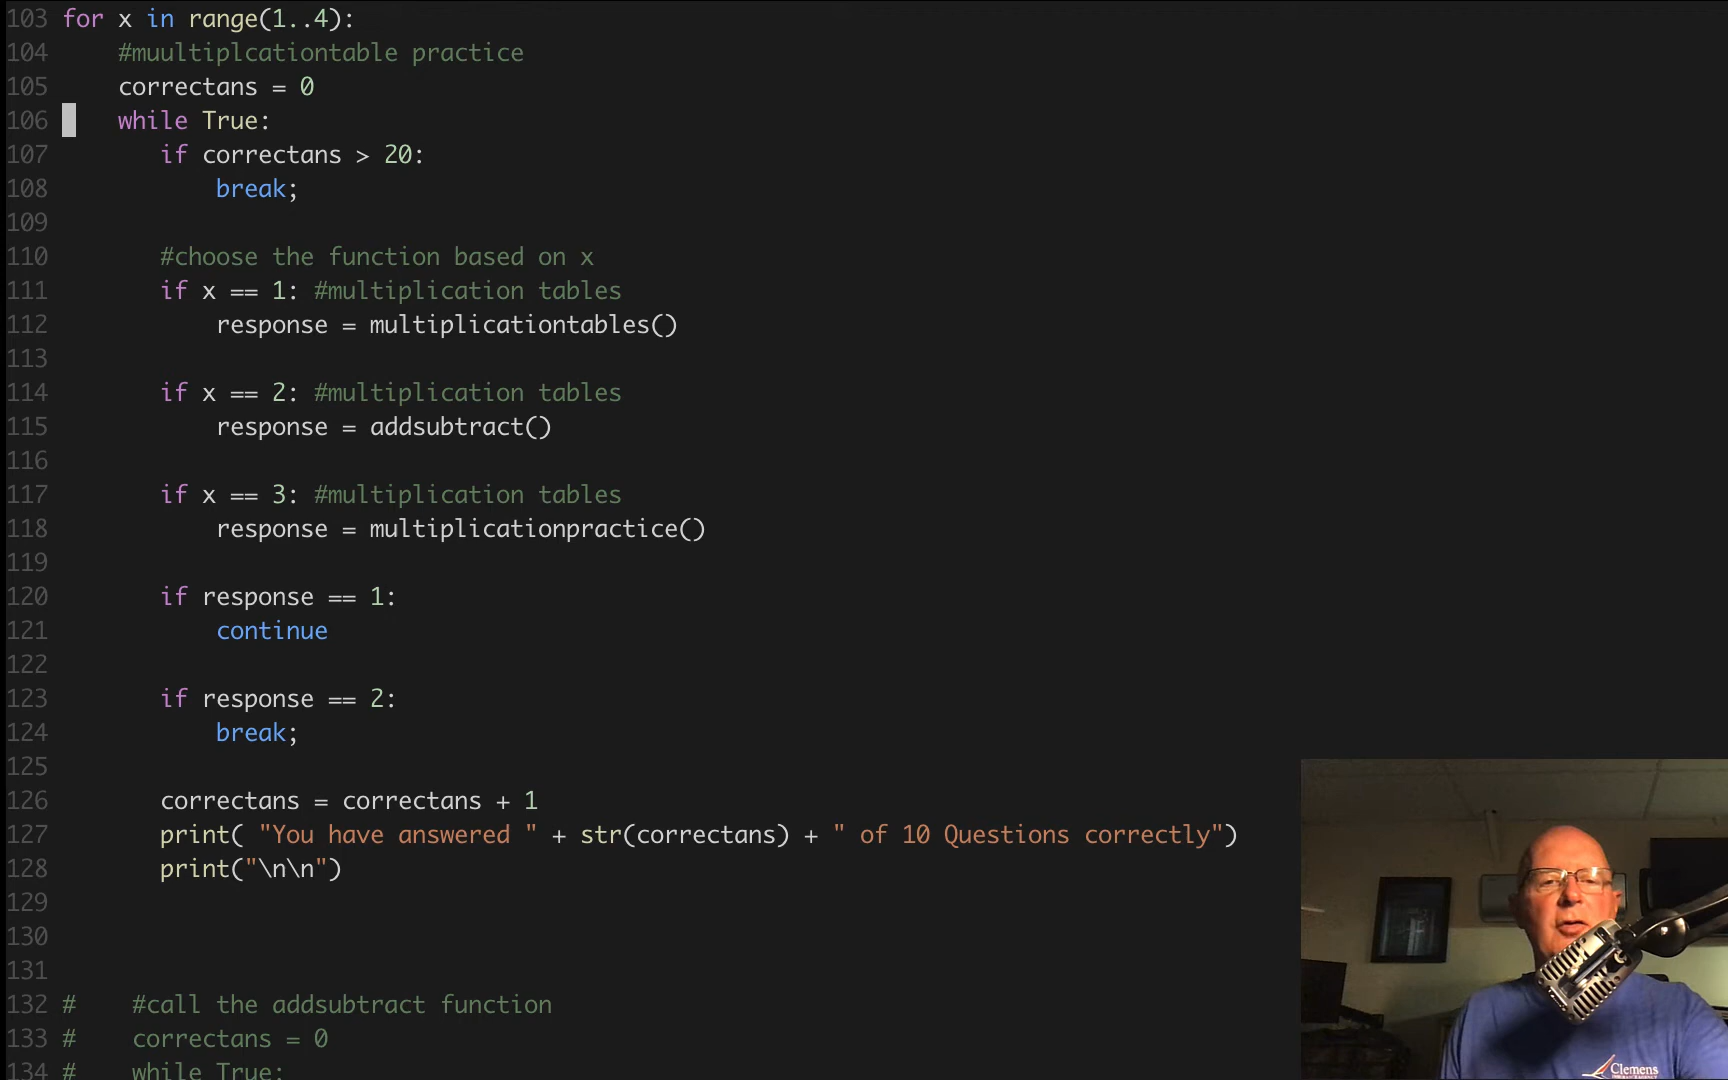 103 for x in range(1..4):
104     #muultiplcationtable practice
105     correctans = 0
106     while True:
107        if correctans > 20:
108            break;
109
110        #choose the function based on x
111        if x == 1: #multiplication tables
112            response = multiplicationtables()
113
114        if x == 2: #multiplication tables
115            response = addsubtract()
116
117        if x == 3: #multiplication tables
118            response = multiplicationpractice()
119
120        if response == 1:
121            continue
122
123        if response == 2:
124            break;
125
126        correctans = correctans + 1
127        print( "You have answered " + str(correctans) + " of 10 Questions correctly")
128        print("\n\n")
129
130
131
132 #    #call the addsubtract function
133 #    correctans = 0
134 #    while True:
Clemens